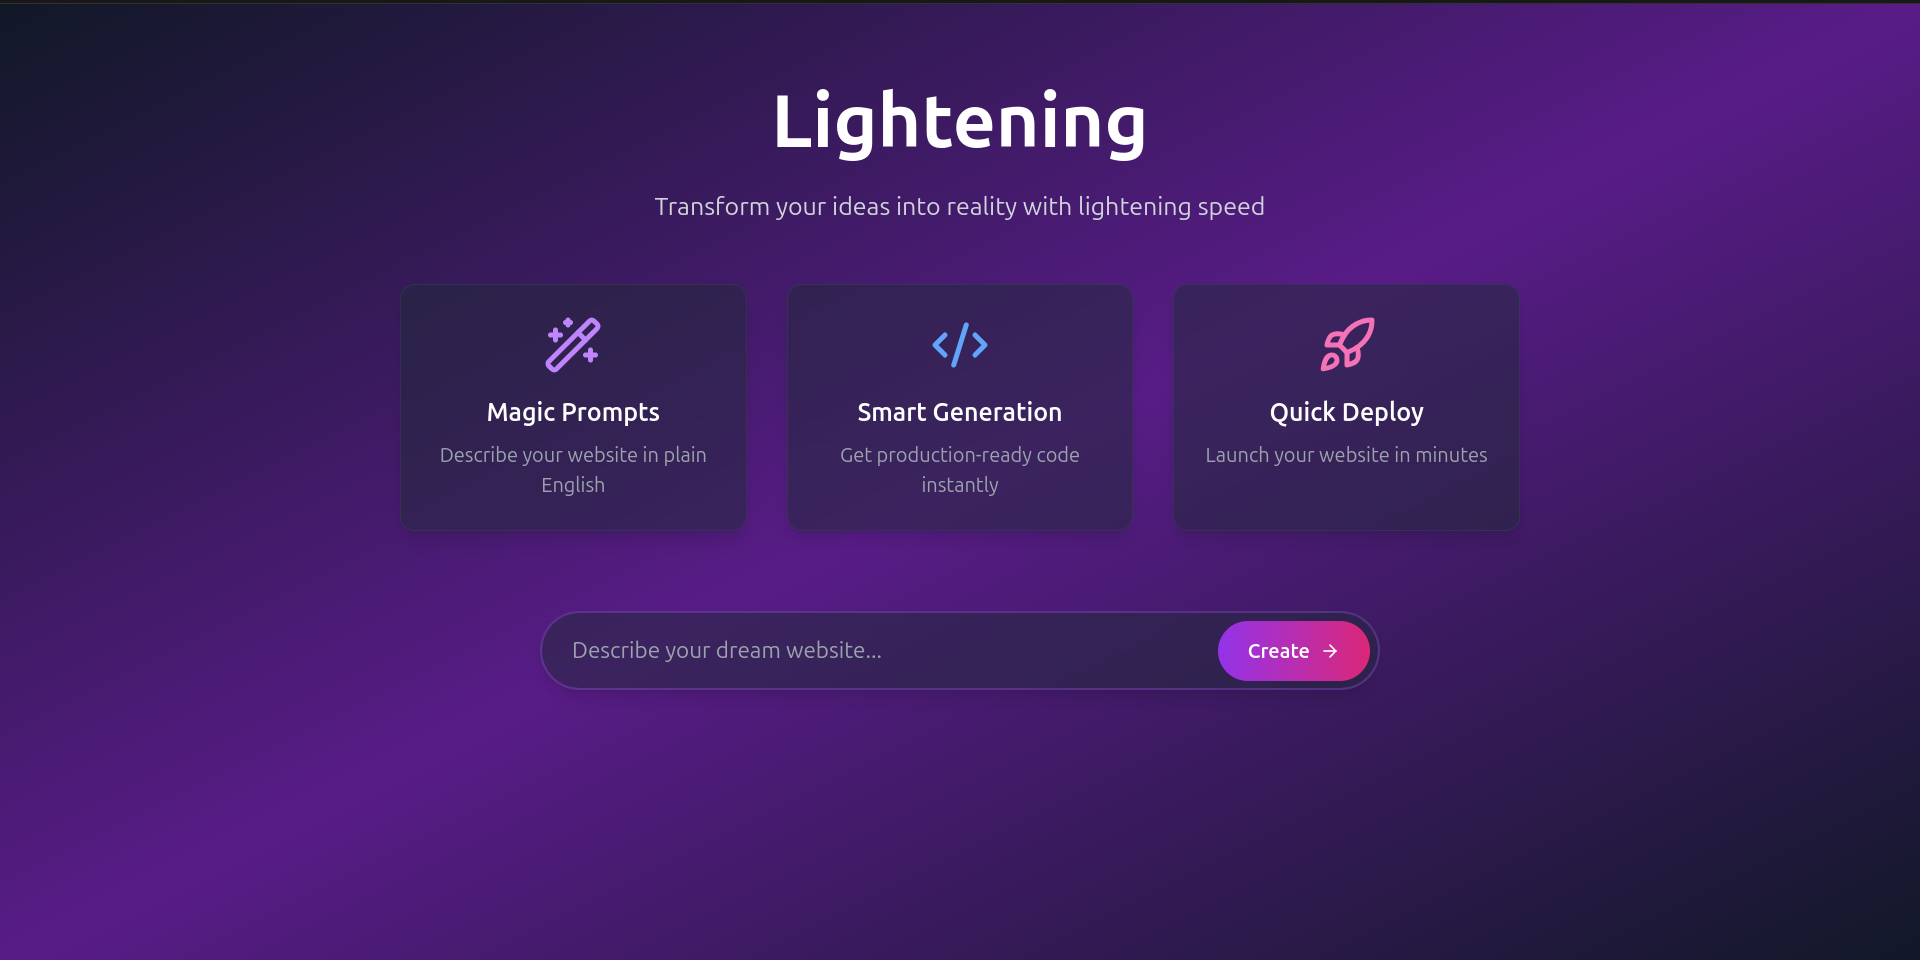 Lightening
Transform your ideas into reality with lightening speed
Magic Prompts
Describe your website in plain
English
Smart Generation
Get production-ready code
instantly
Quick Deploy
Launch your website in minutes
Describe your dream website...
Create